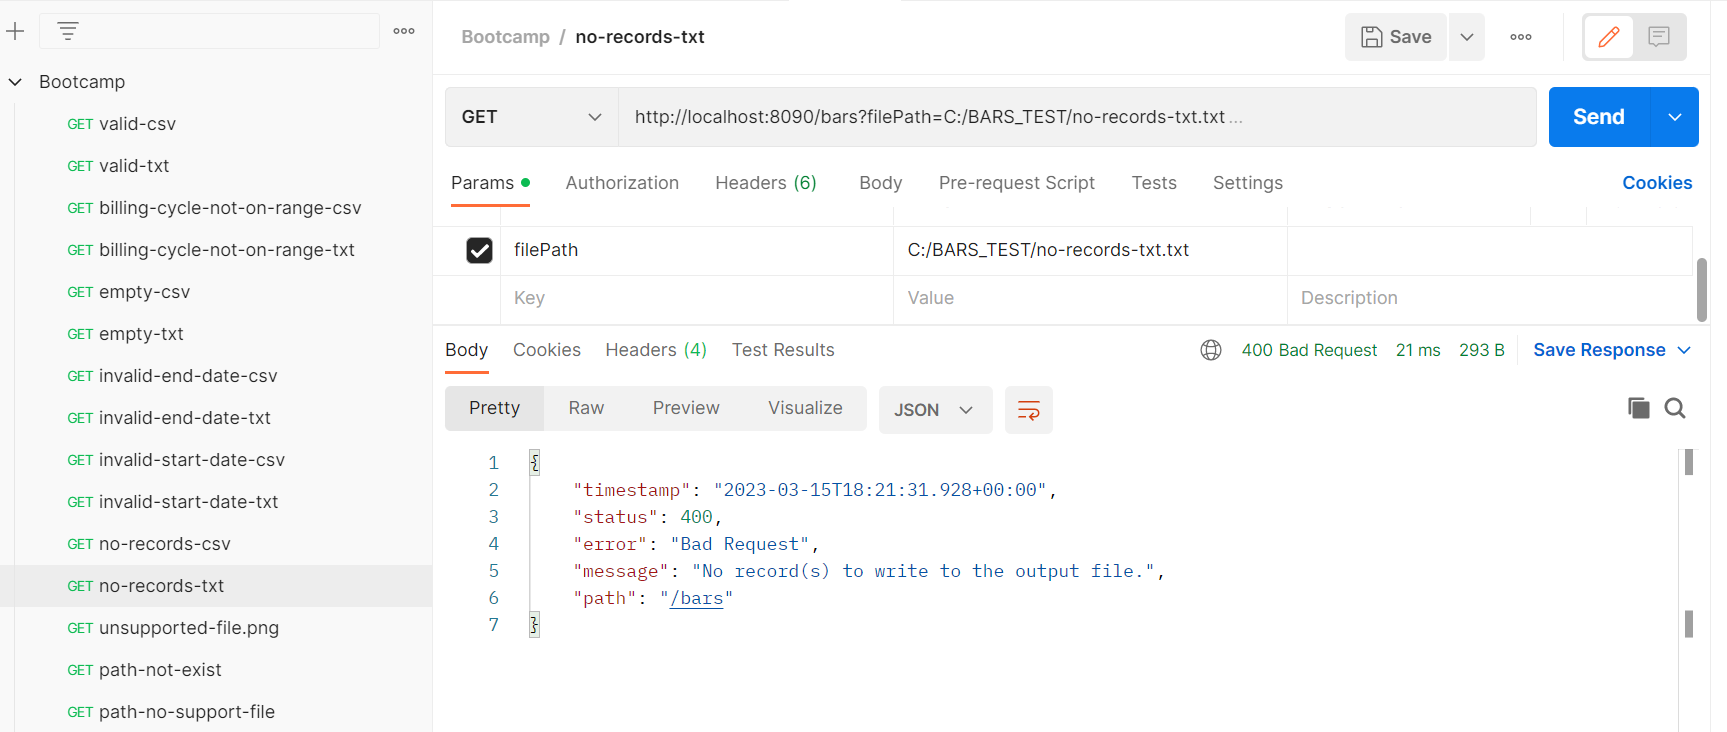 Bootcamp
GET valid-csv
GET valid-txt
GET billing-cycle-not-on-range-csv
GET billing-cycle-not-on-range-txt
GET empty-csv
GET empty-txt
GET invalid-end-date-csv
GET invalid-end-date-txt
GET invalid-start-date-csv
GET invalid-start-date-txt
GET no-records-csv
GET no-records-txt
GET unsupported-file.png
GET path-not-exist
GET path-no-support-file
Bootcamp / no-records-txt
Save
GET http://localhost:8090/bars?filePath=C:/BARS_TEST/no-records-txt.txt ...
Send
Params Authorization Headers (6) Body Pre-request Script Tests Settings Cookies
filePath C:/BARS_TEST/no-records-txt.txt
Key Value Description
Body Cookies Headers (4) Test Results 400 Bad Request 21 ms 293 B Save Response
Pretty Raw Preview Visualize JSON
1 {
2 "timestamp": "2023-03-15T18:21:31.928+00:00",
3 "status": 400,
4 "error": "Bad Request",
5 "message": "No record(s) to write to the output file.",
6 "path": "/bars"
7 }